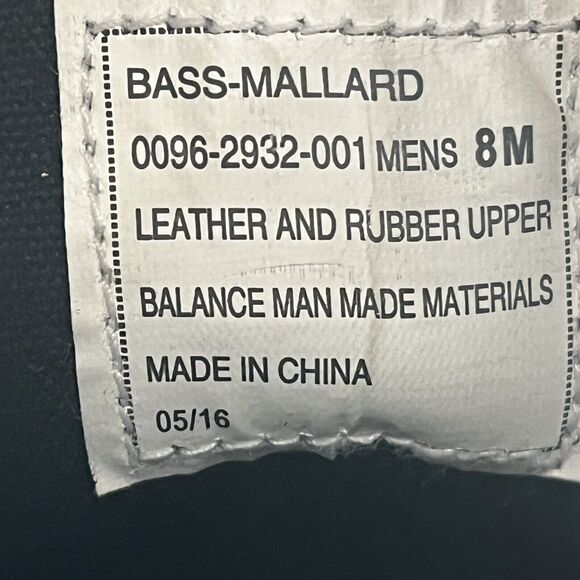 BASS-MALLARD
0096-2932-001 MENS 8M
LEATHER AND RUBBER UPPER
BALANCE MAN MADE MATERIALS
MADE IN CHINA
05/16